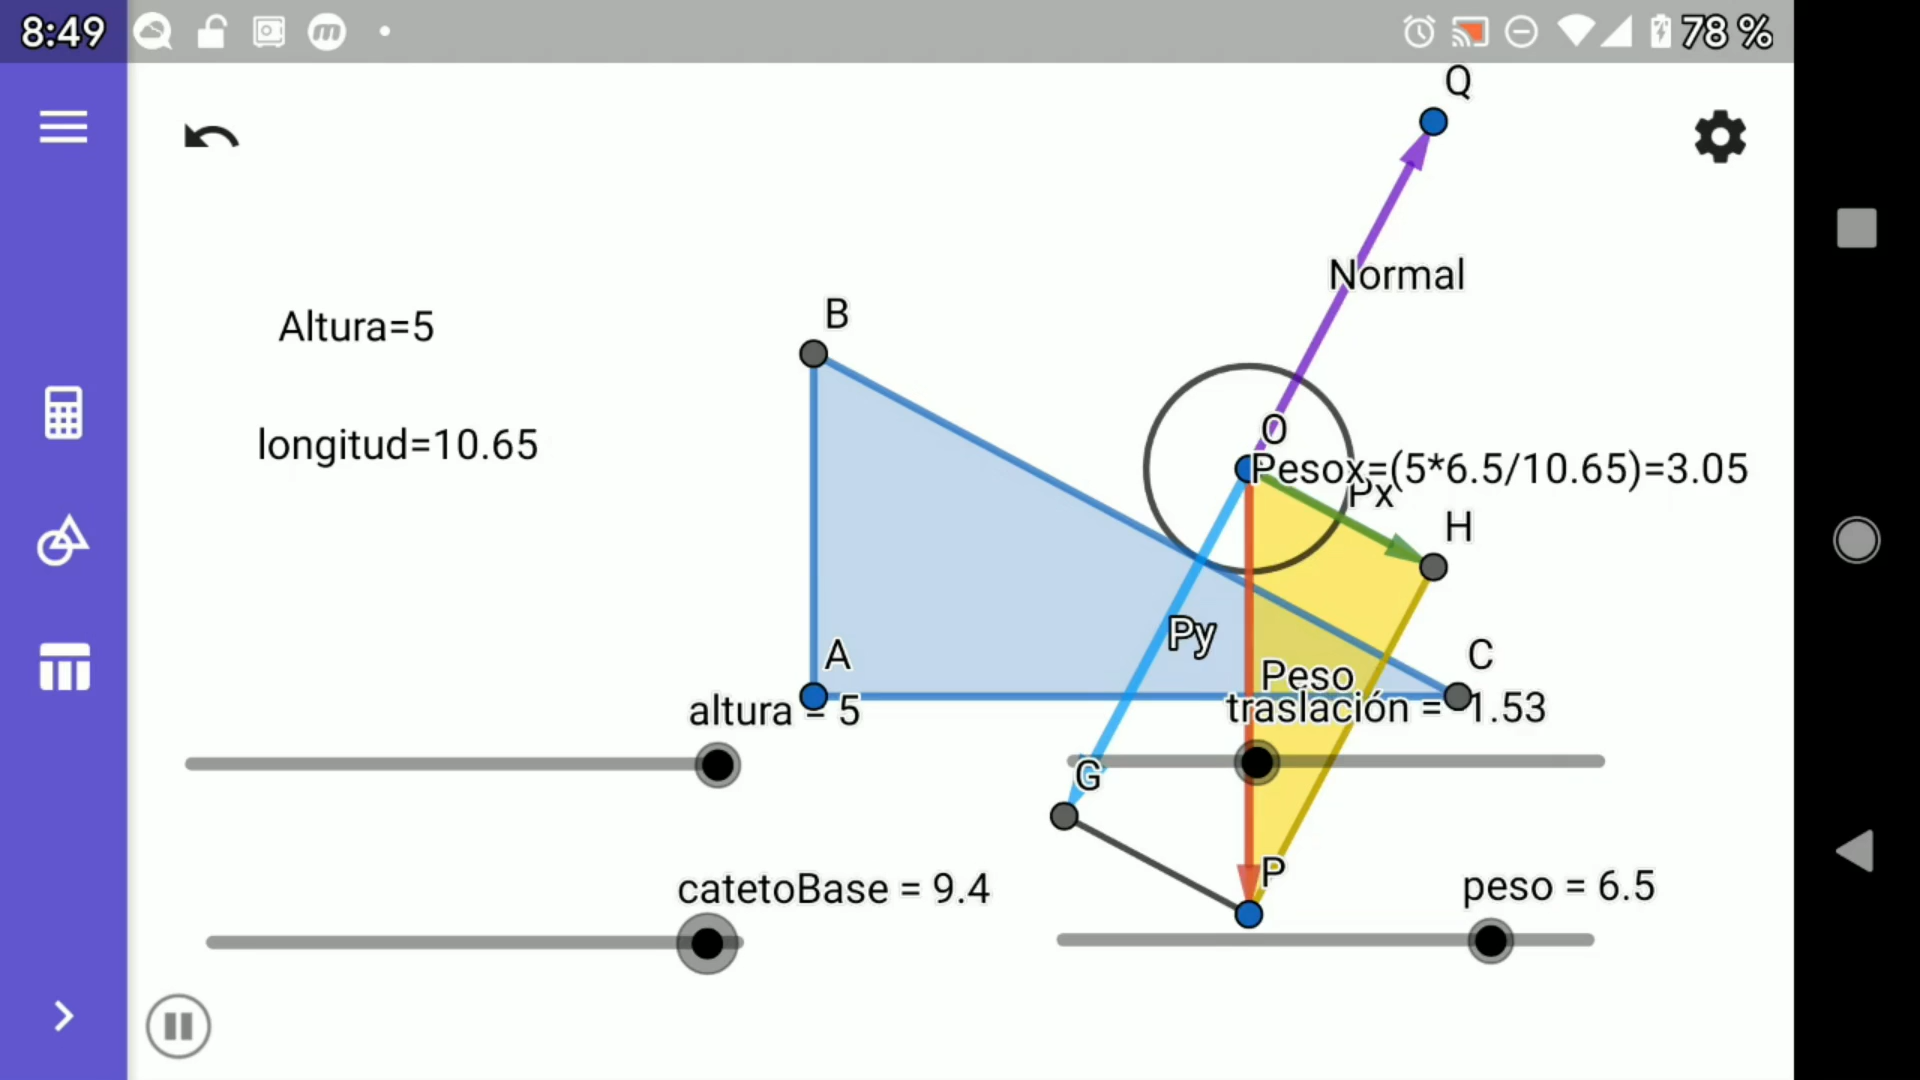 8:49
78 %
Q
Normal
B
Altura=5
O
longitud=10.65
Pesox=(5*6.5/10.65)=3.05
Px
H
Py
A
C
Peso
altura = 5
traslación = 1.53
G
P
catetoBase = 9.4
peso = 6.5